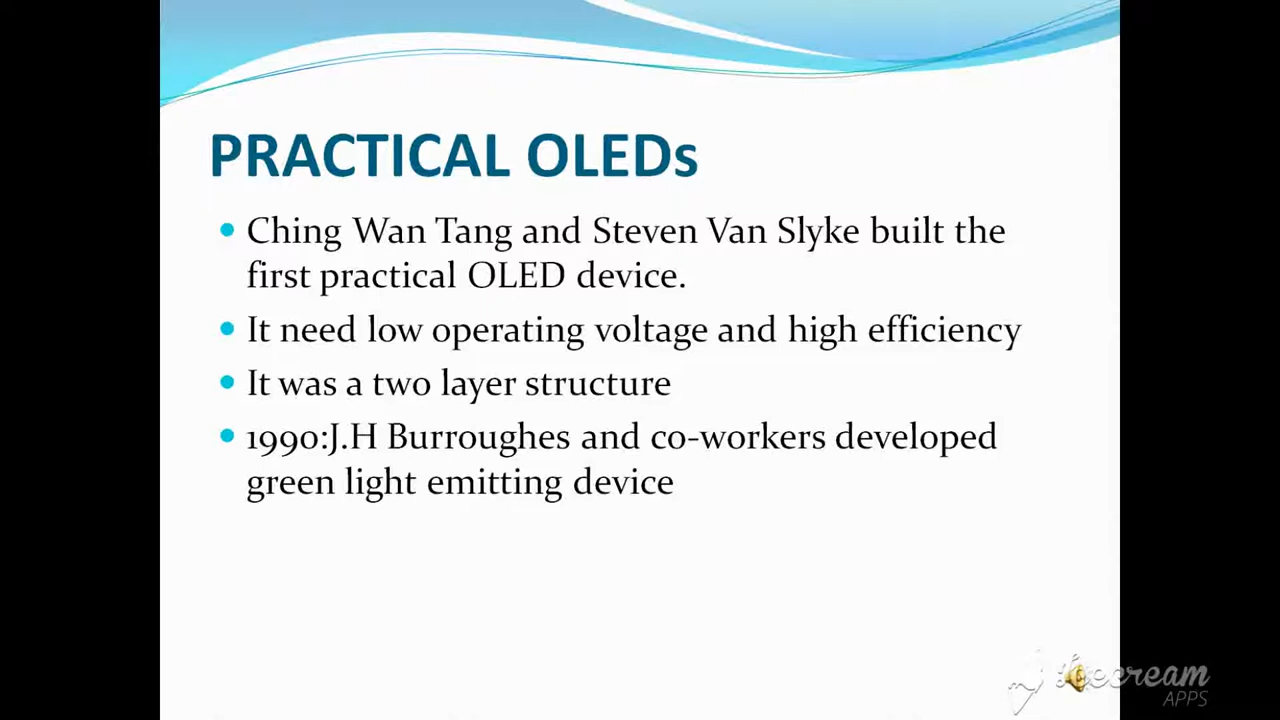 PRACTICAL OLEDs
• Ching Wan Tang and Steven Van Slyke built the
first practical OLED device.
• It need low operating voltage and high efficiency
• It was a two layer structure
• 1990:J.H Burroughes and co-workers developed
green light emitting device
Icecream
APPS